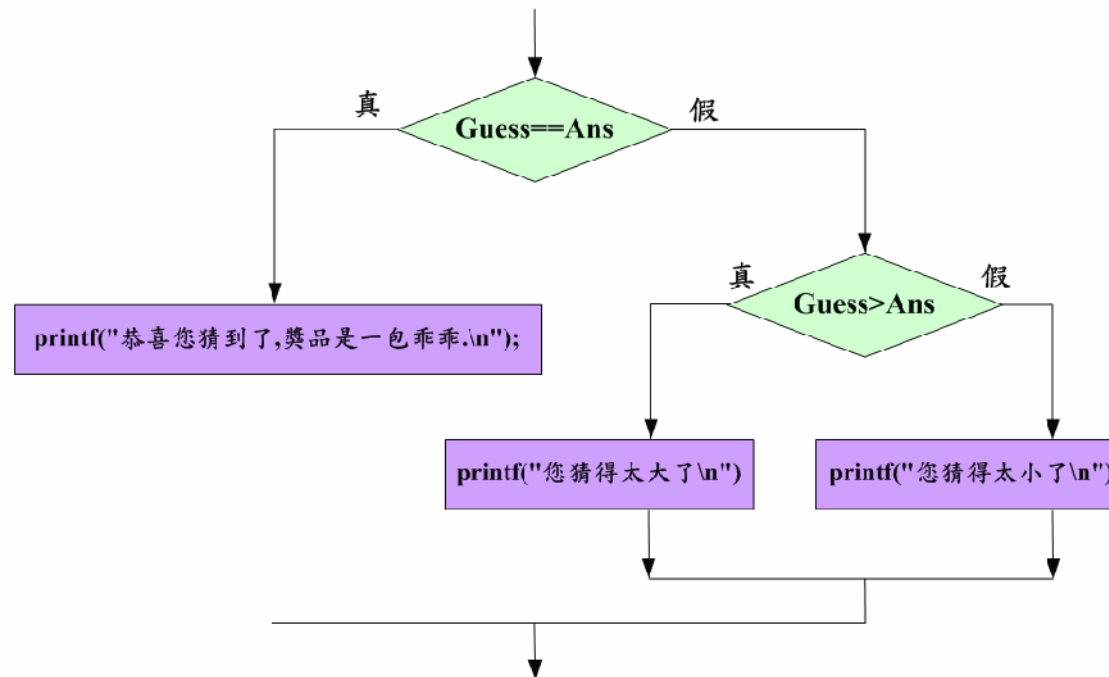 真
假
Guess==Ans
真
假
Guess>Ans
printf("恭喜您猜到了,獎品是一包乖乖.\n");
printf("您猜得太大了\n")
printf("您猜得太小了\n")